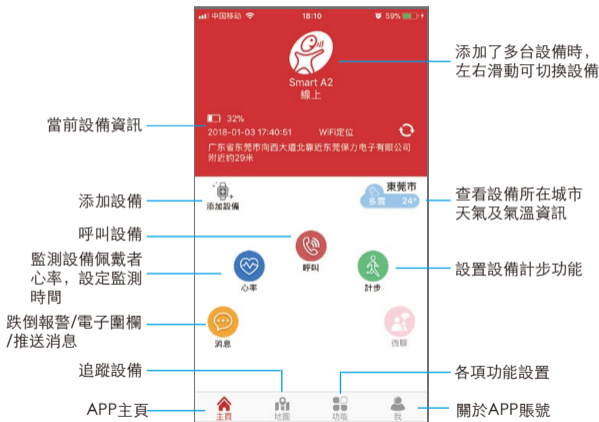 中国移动 18:10 59%
Smart A2
線上
添加了多台設備時，
左右滑動可切換設備
32%
2018-01-03 17:40:51 WiFi定位
广东省东莞市向西大道北靠近东莞保力电子有限公司
附近约29米
當前設備資訊
添加設備
添加設備
東莞市
多雲 24°
查看設備所在城市
天氣及氣溫資訊
呼叫設備
呼叫
監測設備佩戴者
心率，設定監測
時間
心率
計步
設置設備計步功能
跌倒報警/電子圍欄
/推送消息
消息
微聊
追蹤設備
各項功能設置
APP主頁
主頁
地圖
功能
我
關於APP賬號